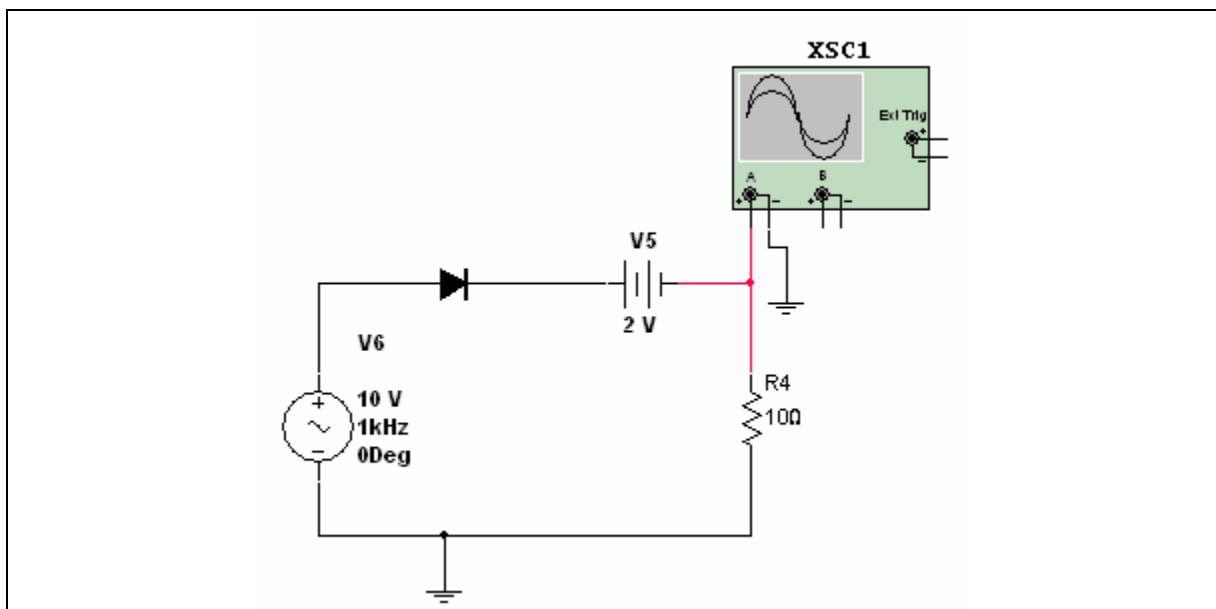 XSC1
Ext Trig
+
-
A
B
+ - + -
V5
2 V
V6
+
10 V
1kHz
0Deg
-
R4
10Ω